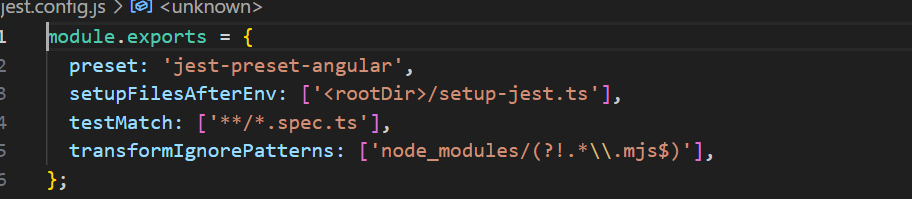 jest.config.js > <unknown>
1 module.exports = {
2 preset: 'jest-preset-angular',
3 setupFilesAfterEnv: ['<rootDir>/setup-jest.ts'],
4 testMatch: ['**/*.spec.ts'],
5 transformIgnorePatterns: ['node_modules/(?!.*\\.mjs$)'],
6 };